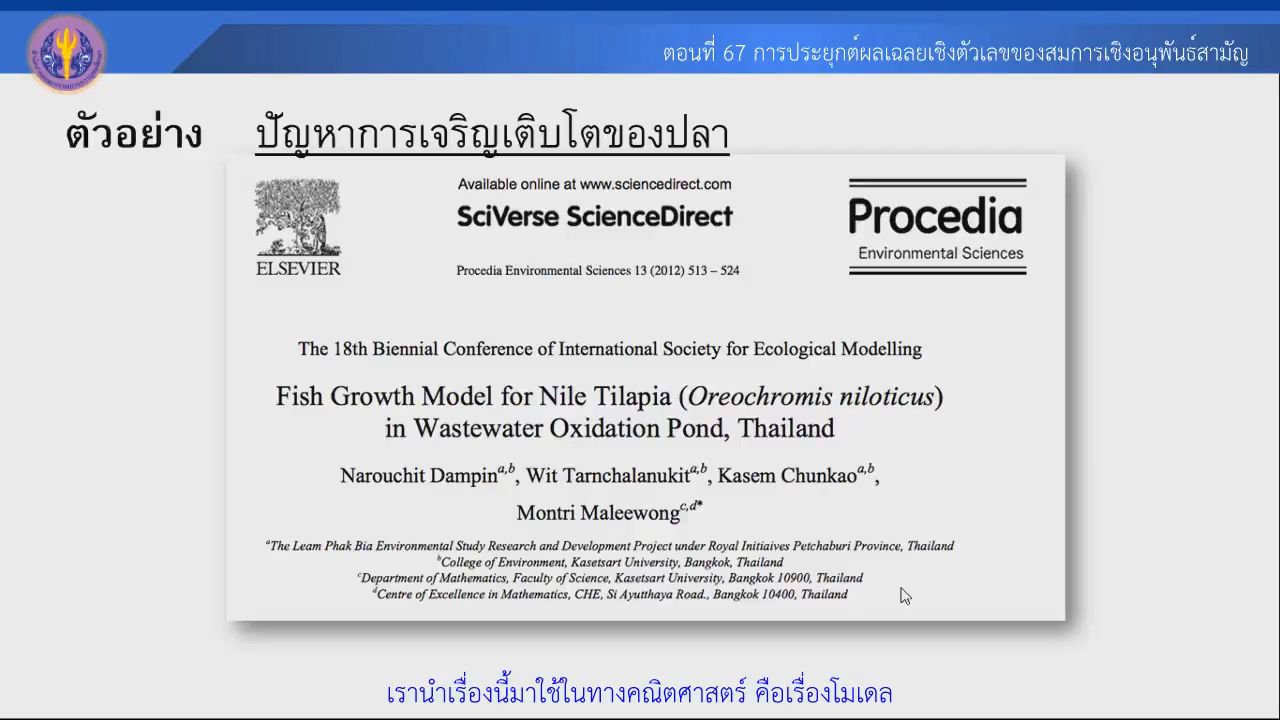 ตอนที่ 67 การประยุกต์ผลเฉลยเชิงตัวเลขของสมการเชิงอนุพันธ์สามัญ
ตัวอย่าง ปัญหาการเจริญเติบโตของปลา
ELSEVIER
Available online at www.sciencedirect.com
SciVerse ScienceDirect
Procedia Environmental Sciences 13 (2012) 513 – 524
Procedia
Environmental Sciences
The 18th Biennial Conference of International Society for Ecological Modelling
Fish Growth Model for Nile Tilapia (Oreochromis niloticus)
in Wastewater Oxidation Pond, Thailand
Narouchit Dampin^a,b, Wit Tarnchalanukit^a,b, Kasem Chunkao^a,b,
Montri Maleewong^c,d*
^aThe Leam Phak Bia Environmental Study Research and Development Project under Royal Initiaives Petchaburi Province, Thailand
^bCollege of Environment, Kasetsart University, Bangkok, Thailand
^cDepartment of Mathematics, Faculty of Science, Kasetsart University, Bangkok 10900, Thailand
^dCentre of Excellence in Mathematics, CHE, Si Ayutthaya Road., Bangkok 10400, Thailand
เรานำเรื่องนี้มาใช้ในทางคณิตศาสตร์ คือเรื่องโมเดล